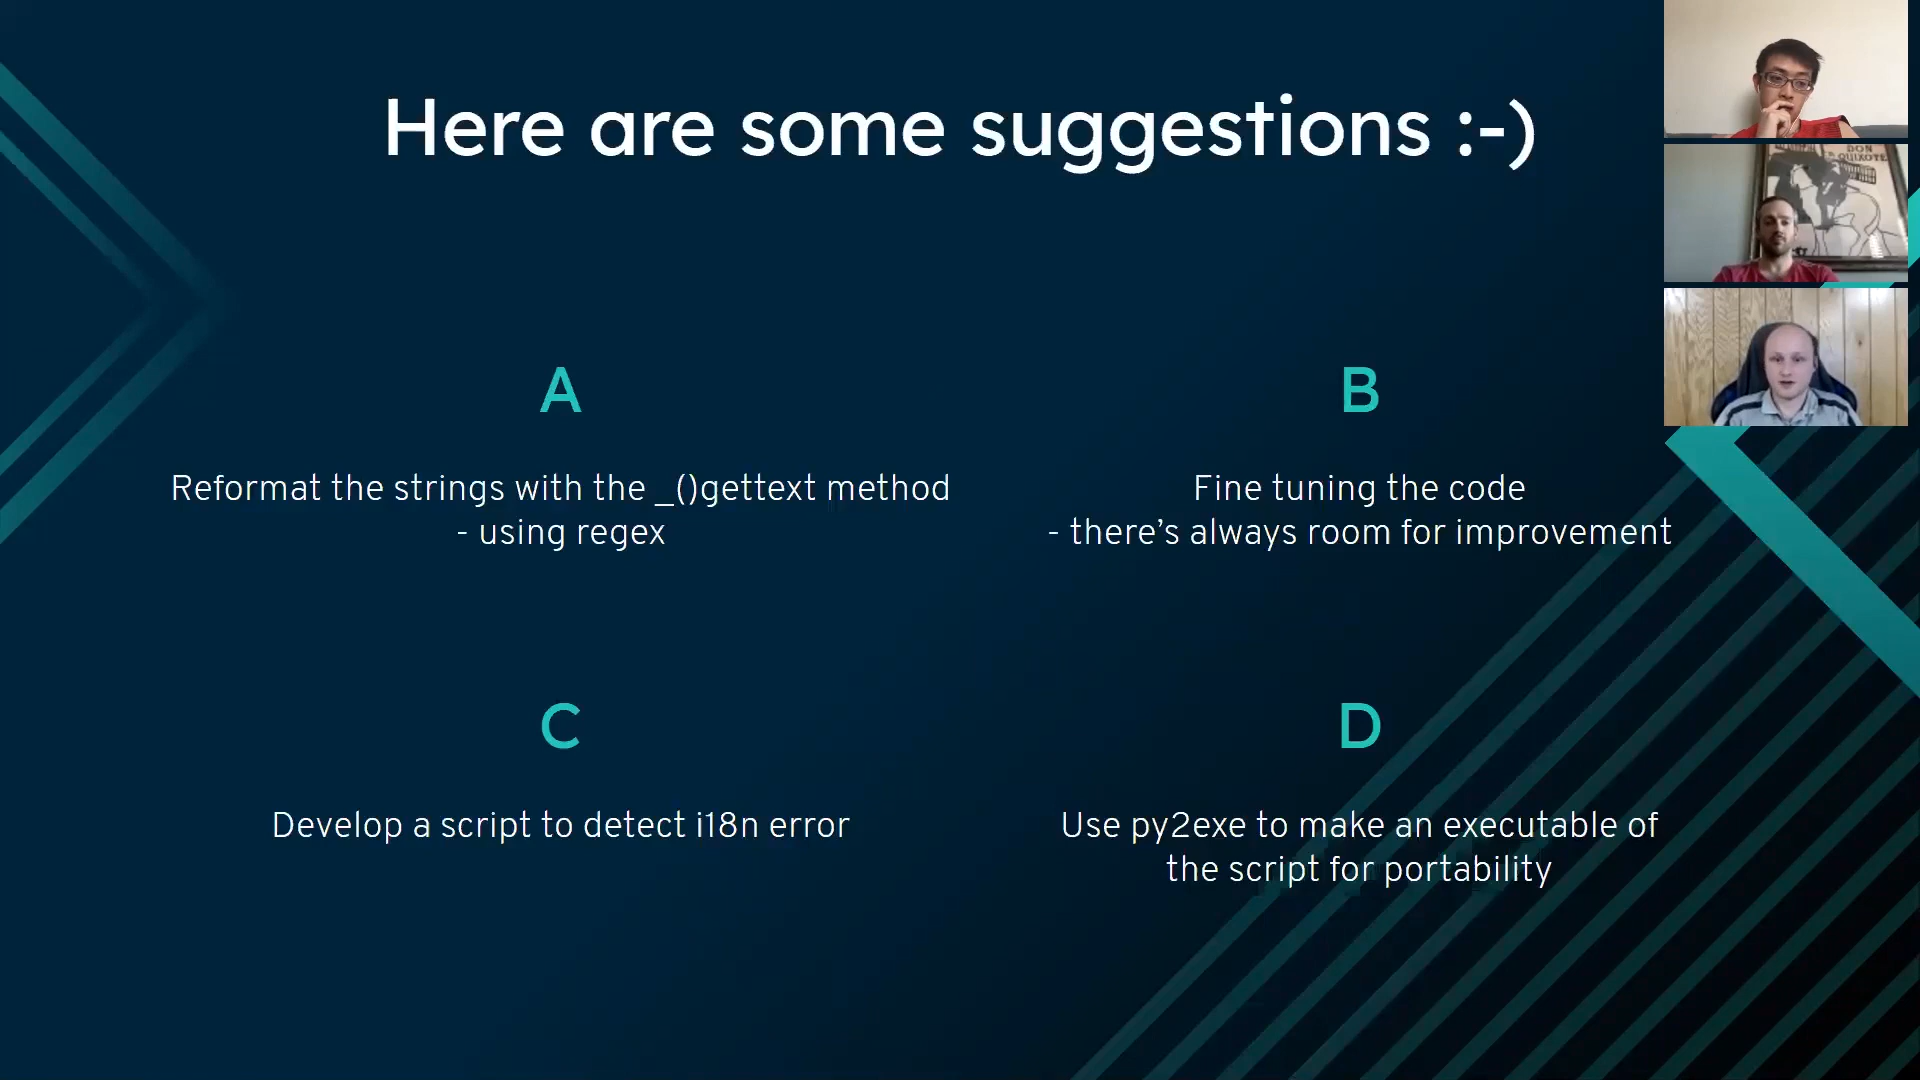 Here are some suggestions :-)
A
Reformat the strings with the _()gettext method
- using regex
B
Fine tuning the code
- there's always room for improvement
C
Develop a script to detect i18n error
D
Use py2exe to make an executable of
the script for portability
DON
QUIXOTE